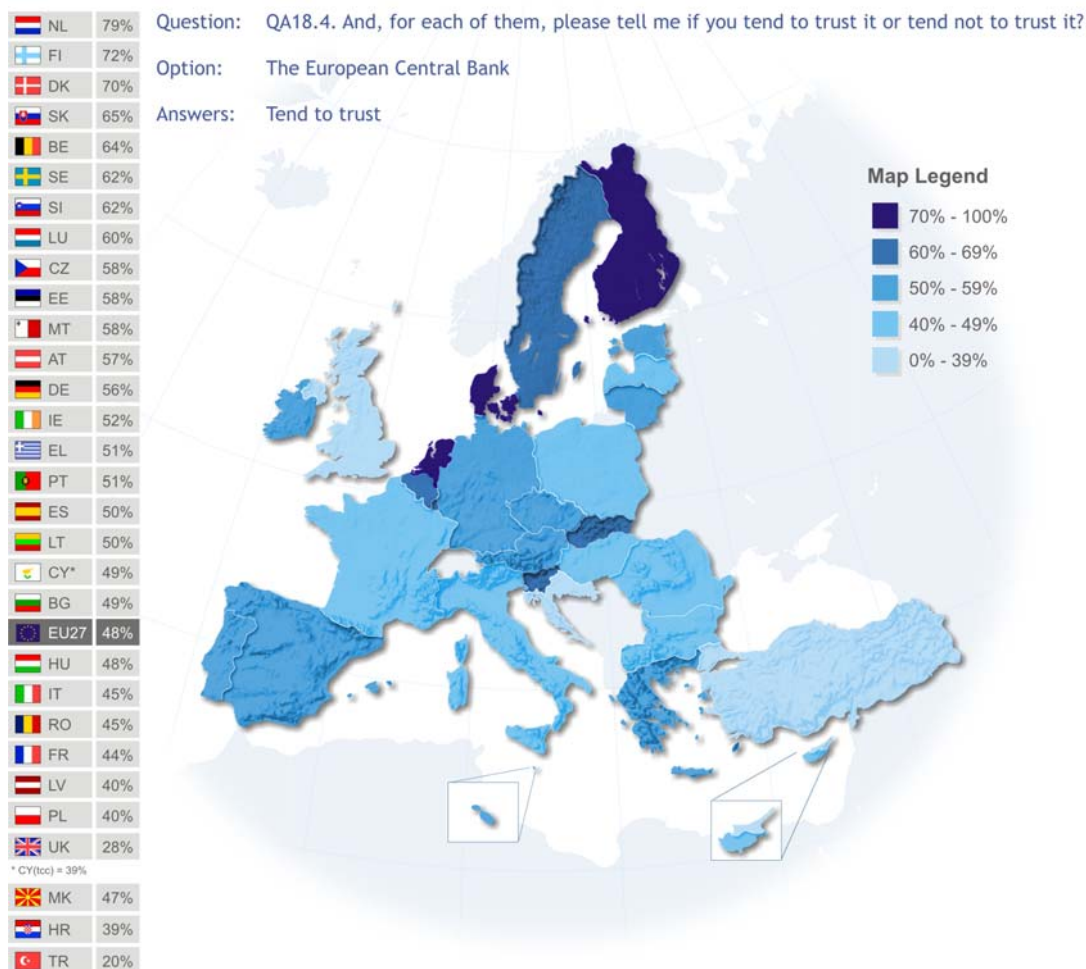 Question: QA18.4. And, for each of them, please tell me if you tend to trust it or tend not to trust it?
Option: The European Central Bank
Answers: Tend to trust
NL 79%
FI 72%
DK 70%
SK 65%
BE 64%
SE 62%
SI 62%
LU 60%
CZ 58%
EE 58%
MT 58%
AT 57%
DE 56%
IE 52%
EL 51%
PT 51%
ES 50%
LT 50%
CY* 49%
BG 49%
EU27 48%
HU 48%
IT 45%
RO 45%
FR 44%
LV 40%
PL 40%
UK 28%
* CY(tcc) = 39%
MK 47%
HR 39%
TR 20%
Map Legend
70% - 100%
60% - 69%
50% - 59%
40% - 49%
0% - 39%